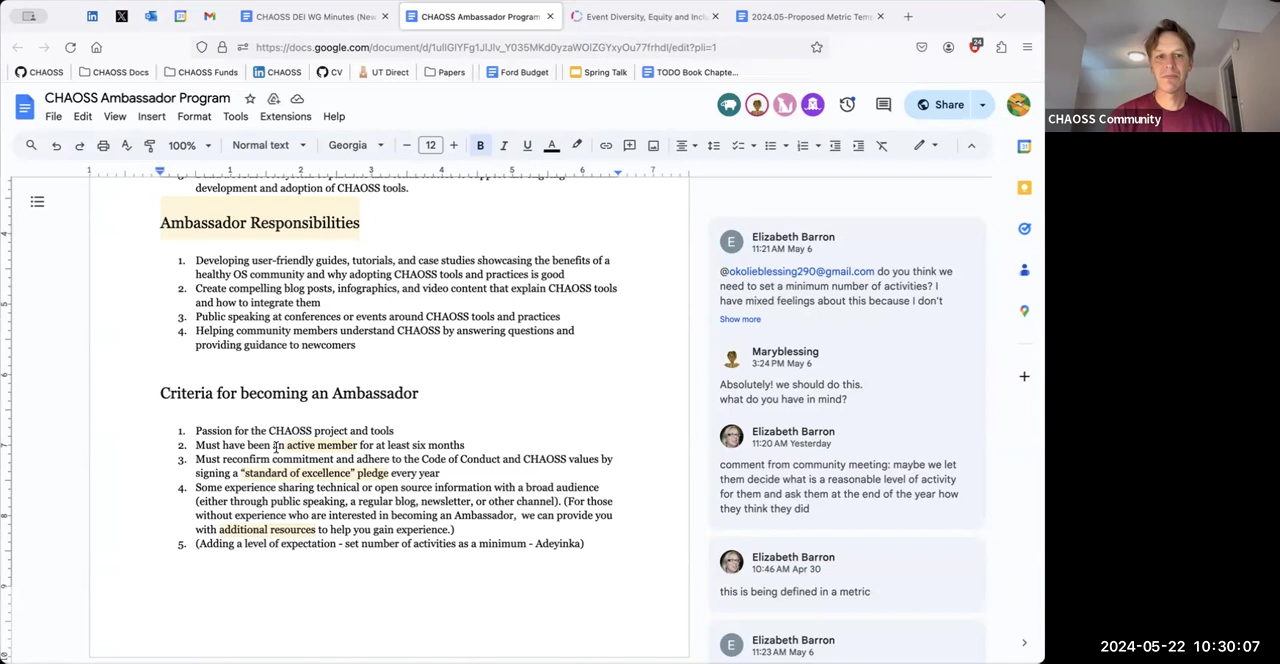 CHAOSS DEI WG Minutes (New
CHAOSS Ambassador Program
Event Diversity, Equity and Incl
2024.05-Proposed Metric Tem
https://docs.google.com/document/d/1ulIGlYFg1JIJlv_Y035MKd0yzaWOIZGYxyOu77frhdI/edit?pli=1
24
CHAOSS
CHAOSS Docs
CHAOSS Funds
CHAOSS
CV
UT Direct
Papers
Ford Budget
Spring Talk
TODO Book Chapte...
CHAOSS Community
CHAOSS Ambassador Program
File Edit View Insert Format Tools Extensions Help
Share
100% Normal text Georgia 12 B I U A
1 1 2 3 4 5 6 7
development and adoption of CHAOSS tools.
Ambassador Responsibilities
1. Developing user-friendly guides, tutorials, and case studies showcasing the benefits of a
healthy OS community and why adopting CHAOSS tools and practices is good
2. Create compelling blog posts, infographics, and video content that explain CHAOSS tools
and how to integrate them
3. Public speaking at conferences or events around CHAOSS tools and practices
4. Helping community members understand CHAOSS by answering questions and
providing guidance to newcomers
Criteria for becoming an Ambassador
1. Passion for the CHAOSS project and tools
2. Must have been an active member for at least six months
3. Must reconfirm commitment and adhere to the Code of Conduct and CHAOSS values by
signing a “standard of excellence” pledge every year
4. Some experience sharing technical or open source information with a broad audience
(either through public speaking, a regular blog, newsletter, or other channel). (For those
without experience who are interested in becoming an Ambassador, we can provide you
with additional resources to help you gain experience.)
5. (Adding a level of expectation - set number of activities as a minimum - Adeyinka)
E
Elizabeth Barron
11:21 AM May 6
@okolieblessing290@gmail.com do you think we
need to set a minimum number of activities? I
have mixed feelings about this because I don't
Show more
Maryblessing
3:24 PM May 6
Absolutely! we should do this.
what do you have in mind?
Elizabeth Barron
11:20 AM Yesterday
comment from community meeting: maybe we let
them decide what is a reasonable level of activity
for them and ask them at the end of the year how
they think they did
Elizabeth Barron
10:46 AM Apr 30
this is being defined in a metric
E
Elizabeth Barron
11:23 AM May 6
2024-05-22 10:30:07